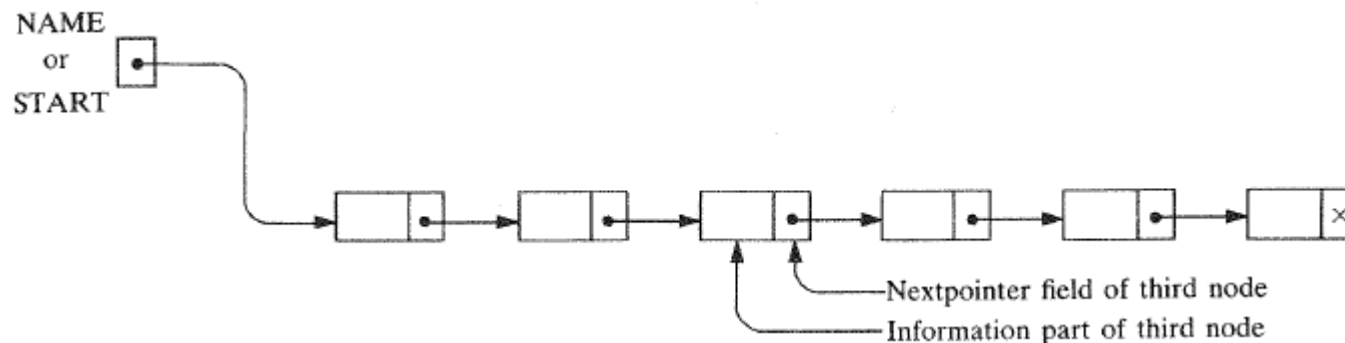 NAME
or
START
×
Nextpointer field of third node
Information part of third node